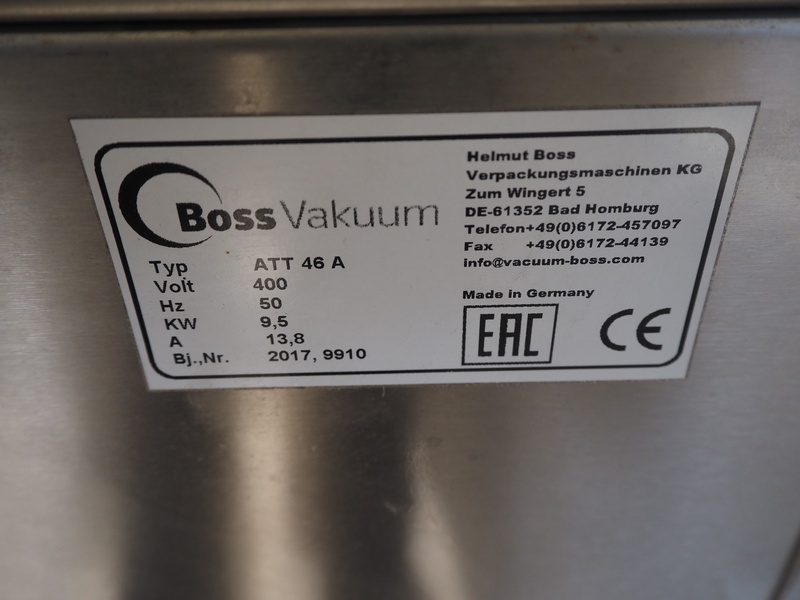 Boss Vakuum
Typ ATT 46 A
Volt 400
Hz 50
KW 9,5
A 13,8
Bj.,Nr. 2017, 9910
Helmut Boss
Verpackungsmaschinen KG
Zum Wingert 5
DE-61352 Bad Homburg
Telefon+49(0)6172-457097
Fax +49(0)6172-44139
info@vacuum-boss.com
Made in Germany
EAC CE